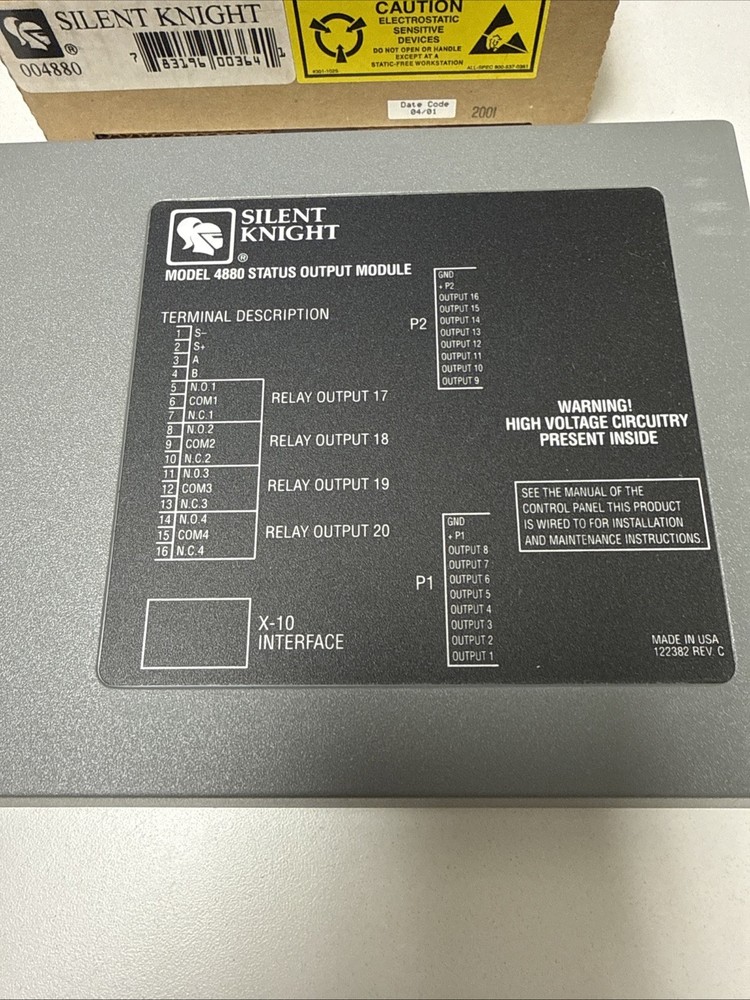 SILENT KNIGHT
®
004880
7 83196 00364 1
CAUTION
ELECTROSTATIC
SENSITIVE
DEVICES
DO NOT OPEN OR HANDLE
EXCEPT AT A
STATIC-FREE WORKSTATION
Date Code
04/01
2001
SILENT
KNIGHT
®
MODEL 4880 STATUS OUTPUT MODULE
TERMINAL DESCRIPTION
1 S–
2 S+
3 A
4 B
5 N.O.1
6 COM1
7 N.C.1
RELAY OUTPUT 17
8 N.O.2
9 COM2
10 N.C.2
RELAY OUTPUT 18
11 N.O.3
12 COM3
13 N.C.3
RELAY OUTPUT 19
14 N.O.4
15 COM4
16 N.C.4
RELAY OUTPUT 20
X-10
INTERFACE
P2
GND
+ P2
OUTPUT 16
OUTPUT 15
OUTPUT 14
OUTPUT 13
OUTPUT 12
OUTPUT 11
OUTPUT 10
OUTPUT 9
P1
GND
+ P1
OUTPUT 8
OUTPUT 7
OUTPUT 6
OUTPUT 5
OUTPUT 4
OUTPUT 3
OUTPUT 2
OUTPUT 1
WARNING!
HIGH VOLTAGE CIRCUITRY
PRESENT INSIDE
SEE THE MANUAL OF THE
CONTROL PANEL THIS PRODUCT
IS WIRED TO FOR INSTALLATION
AND MAINTENANCE INSTRUCTIONS.
MADE IN USA
122382 REV C